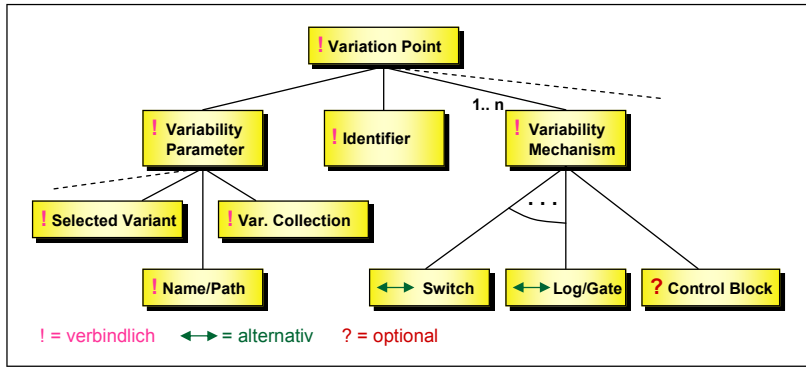 ! Variation Point
1.. n
! Variability
Parameter
! Identifier
! Variability
Mechanism
! Selected Variant
! Var. Collection
. . .
! Name/Path
↔ Switch
↔ Log/Gate
? Control Block
! = verbindlich ↔ = alternativ ? = optional